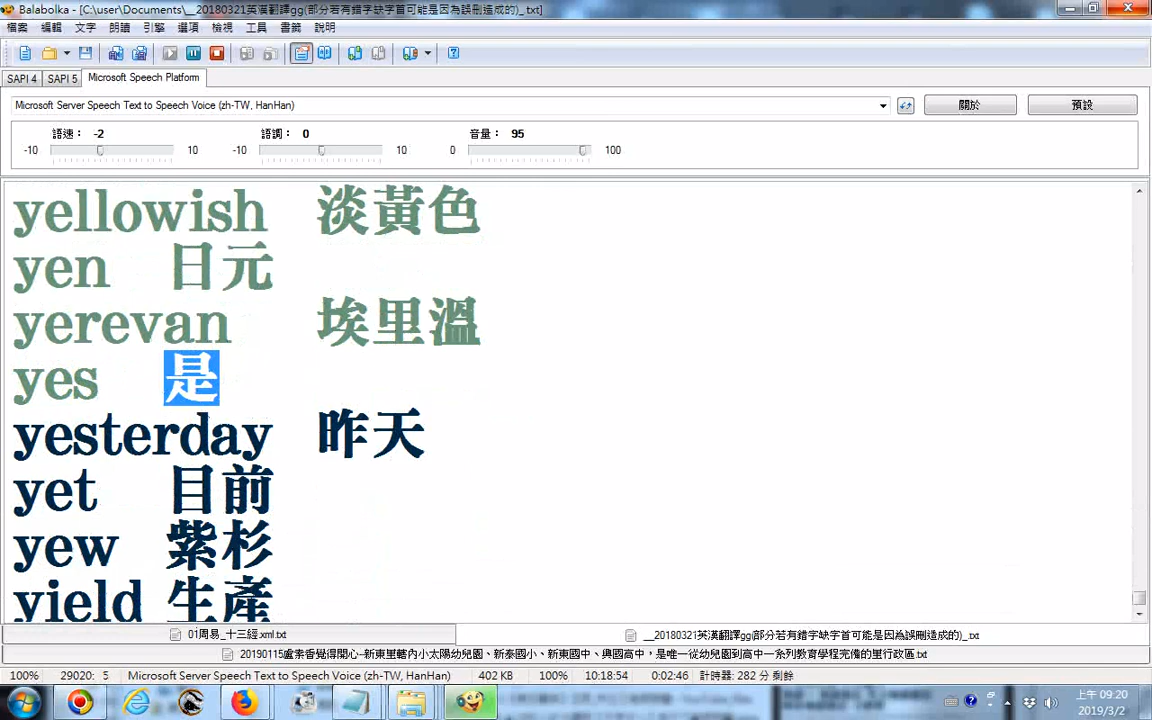 Balabolka - [C:\user\Documents\__20180321英漢翻譯gg(部分若有錯字缺字首可能是因為誤刪造成的)_txt]
檔案 編輯 文字 朗讀 引擎 選項 檢視 工具 書籤 說明
SAPI 4 SAPI 5 Microsoft Speech Platform
Microsoft Server Speech Text to Speech Voice (zh-TW, HanHan) 關於 預設
語速： -2 語調： 0 音量： 95
-10 10 -10 10 0 100
yellowish 淡黃色
yen 日元
yerevan 埃里溫
yes 是
yesterday 昨天
yet 目前
yew 紫杉
yield 生產
01周易_十三經.xml.txt __20180321英漢翻譯gg(部分若有錯字缺字首可能是因為誤刪造成的)_.txt
20190115盧素香覺得開心-新東里轄內小太陽幼兒園、新泰國小、新東國中、興國高中，是唯一從幼兒園到高中一系列教育學程完備的里行政區.txt
100% 29020: 5 Microsoft Server Speech Text to Speech Voice (zh-TW, HanHan) 402 KB 100% 10:18:54 0:02:46 計時器: 282 分 剩餘
上午 09:20
2019/3/2